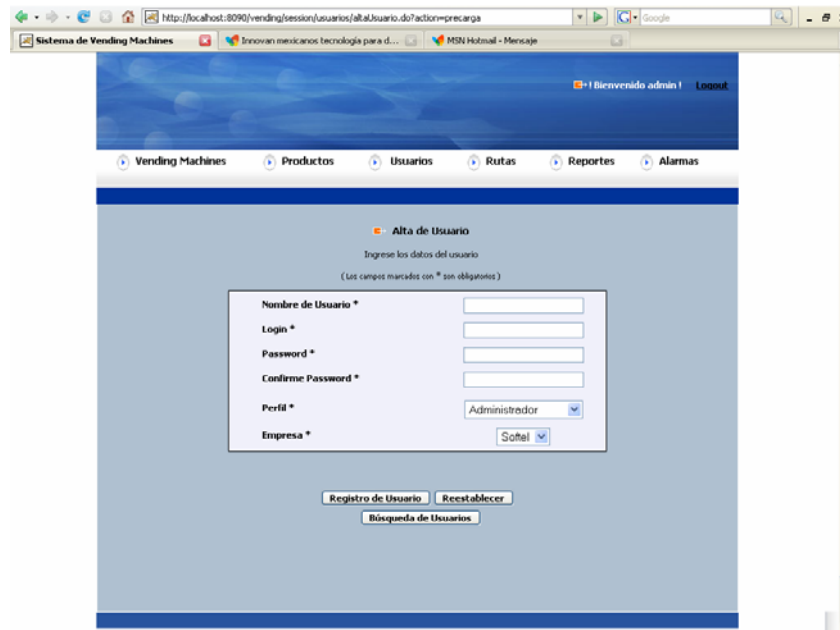 http://localhost:8090/vending/session/usuarios/altaUsuario.do?action=precarga
Google
Sistema de Vending Machines
Innovan mexicanos tecnología para d...
MSN Hotmail - Mensaje
! Bienvenido admin ! Logout
Vending Machines Productos Usuarios Rutas Reportes Alarmas
Alta de Usuario
Ingrese los datos del usuario
( Los campos marcados con * son obligatorios )
Nombre de Usuario *
Login *
Password *
Confirme Password *
Perfil * Administrador
Empresa * Softel
Registro de Usuario Reestablecer
Búsqueda de Usuarios